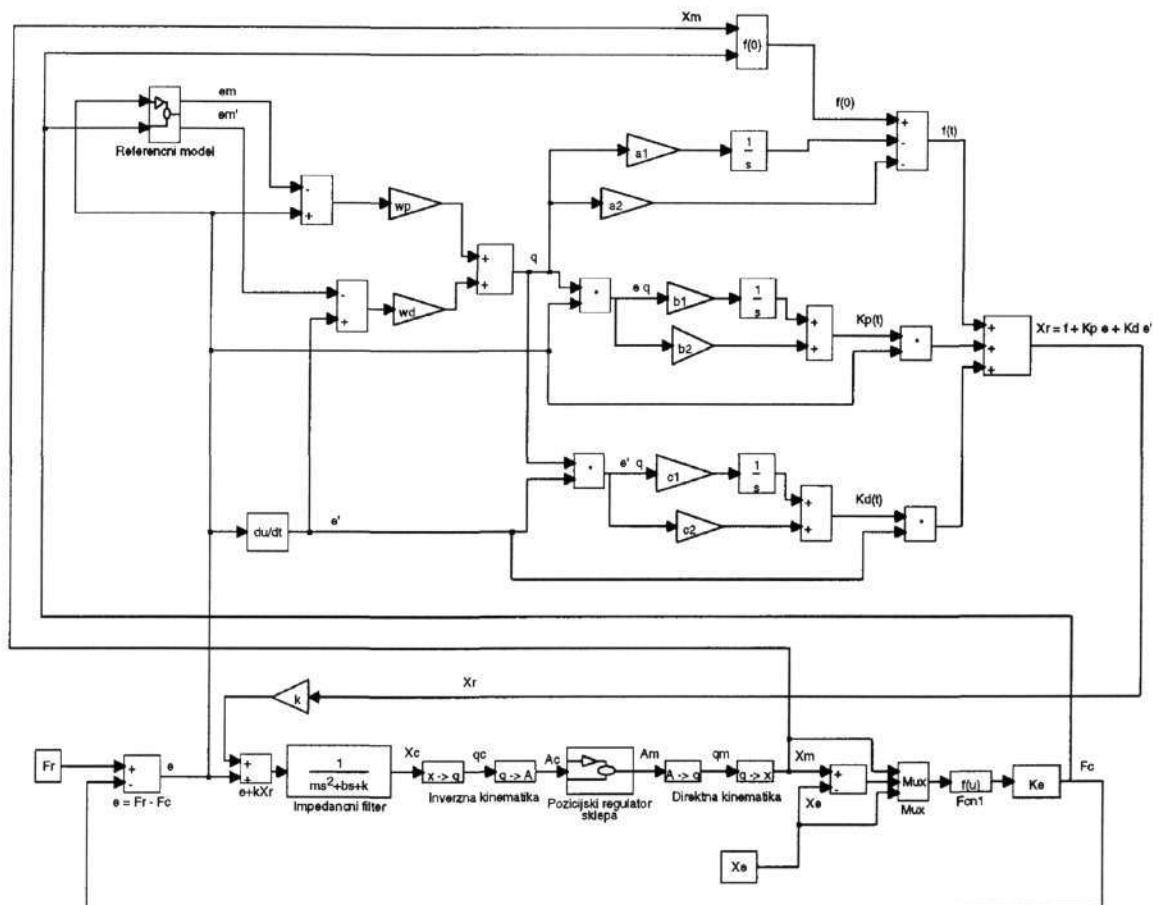 Xm
f(0)
em
em'
Referencni model
f(0)
f(t)
a1
1
s
+
-
-
-
+
wp
a2
q
+
+
-
+
wd
*
e q
b1
1
s
b2
+
+
Kp(t)
*
+
+
+
Xr = f + Kp e + Kd e'
*
e' q
c1
1
s
c2
+
+
Kd(t)
*
du/dt
e'
k
Xr
Fr
+
-
e
e = Fr - Fc
+
+
e+kXr
1
ms²+bs+k
Impedancni filter
Xc
x -> q
qc
q -> A
Inverzna kinematika
Ac
Pozicijski regulator
sklepa
Am
A -> q
qm
q -> x
Direktna kinematika
Xm
+
-
Xe
Mux
Mux
f(u)
Fcn1
Ke
Fc
Xe